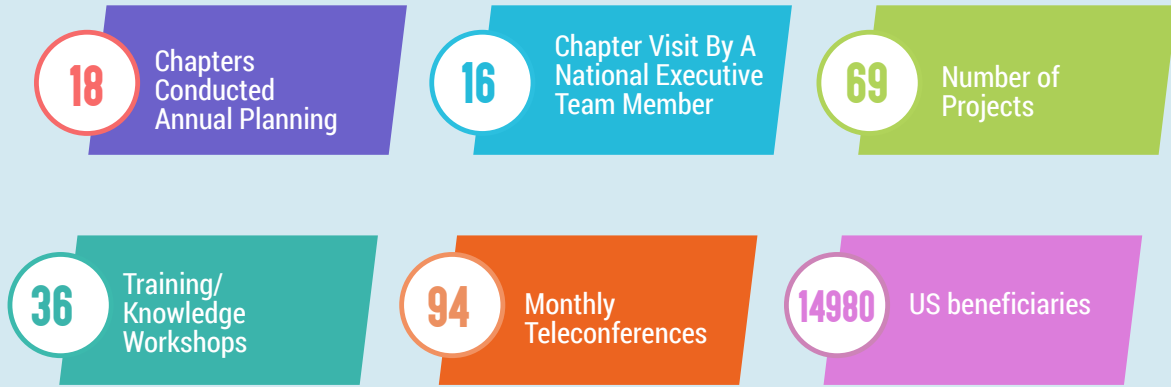 18
Chapters
Conducted
Annual Planning
16
Chapter Visit By A
National Executive
Team Member
69
Number of
Projects
36
Training/
Knowledge
Workshops
94
Monthly
Teleconferences
14980
US beneficiaries